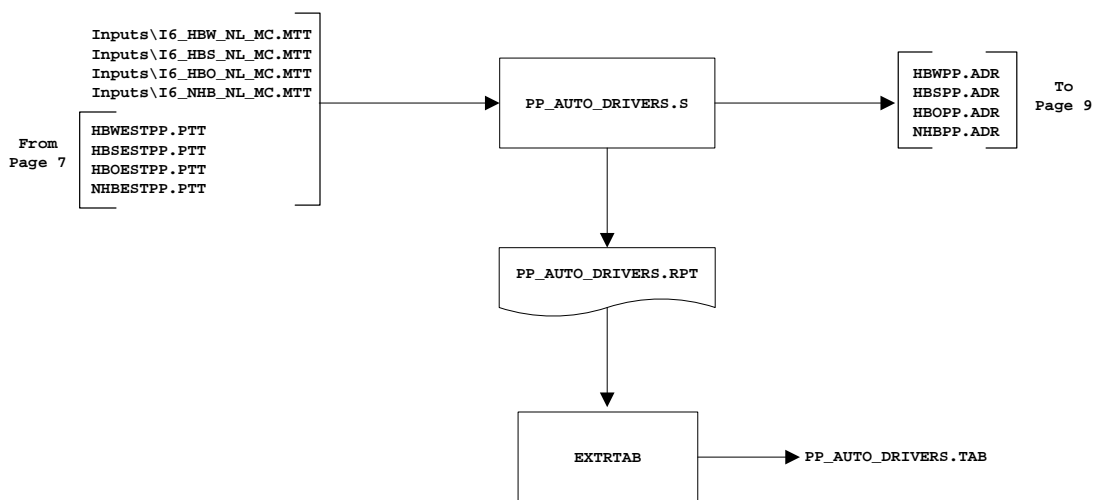 Inputs\I6_HBW_NL_MC.MTT
Inputs\I6_HBS_NL_MC.MTT
Inputs\I6_HBO_NL_MC.MTT
Inputs\I6_NHB_NL_MC.MTT
From
Page 7
HBWESTPP.PTT
HBSESTPP.PTT
HBOESTPP.PTT
NHBESTPP.PTT
PP_AUTO_DRIVERS.S
HBWPP.ADR
HBSPP.ADR
HBOPP.ADR
NHBPP.ADR
To
Page 9
PP_AUTO_DRIVERS.RPT
EXTRTAB
PP_AUTO_DRIVERS.TAB